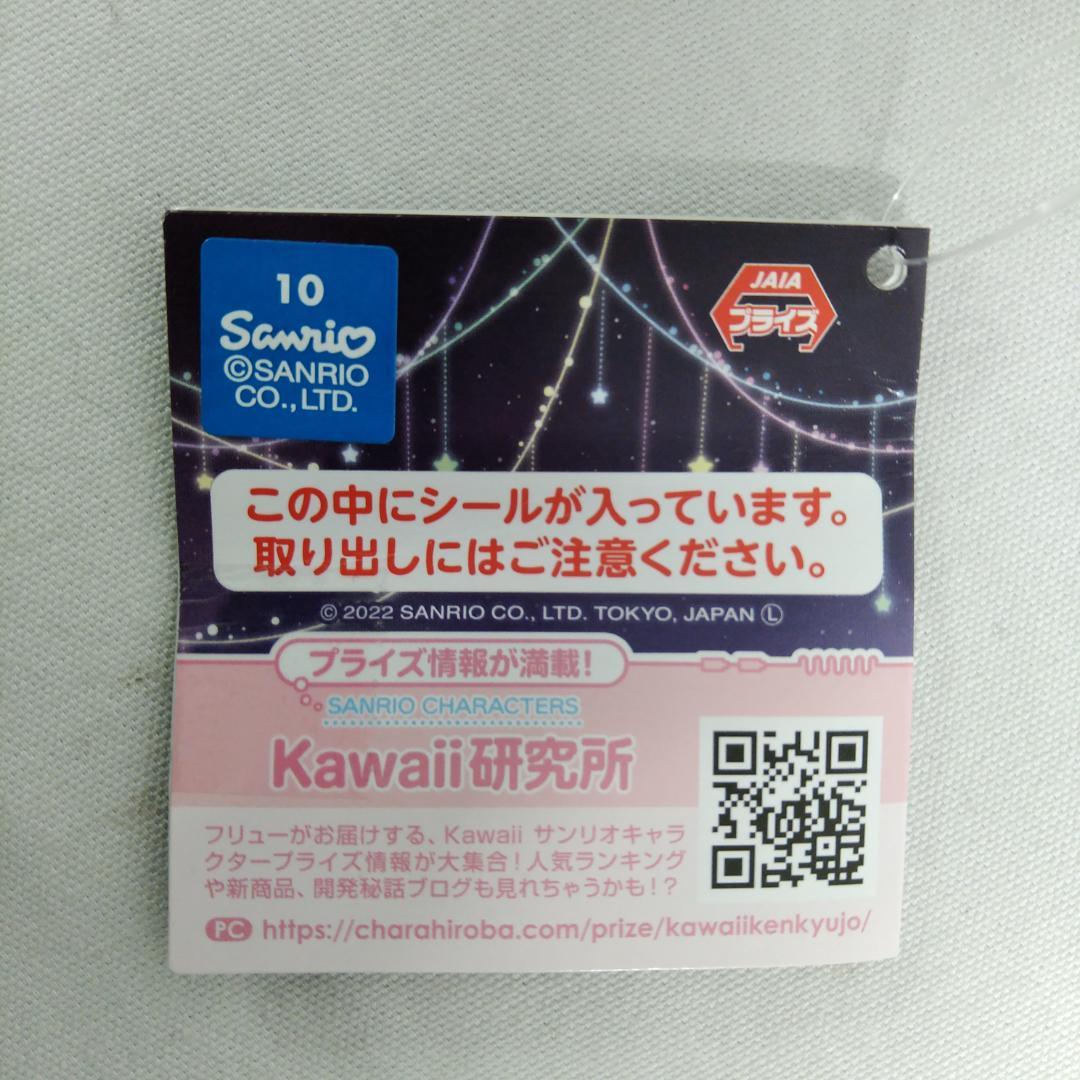 10
Sanrio
©SANRIO
CO.,LTD.
JAIA
プライズ
この中にシールが入っています。
取り出しにはご注意ください。
© 2022 SANRIO CO., LTD. TOKYO, JAPAN Ⓛ
プライズ情報が満載!
SANRIO CHARACTERS
Kawaii研究所
フリューがお届けする、Kawaii サンリオキャラ
クタープライズ情報が大集合!人気ランキング
や新商品、開発秘話ブログも見れちゃうかも!?
PC https://charahiroba.com/prize/kawaiikenkyujo/